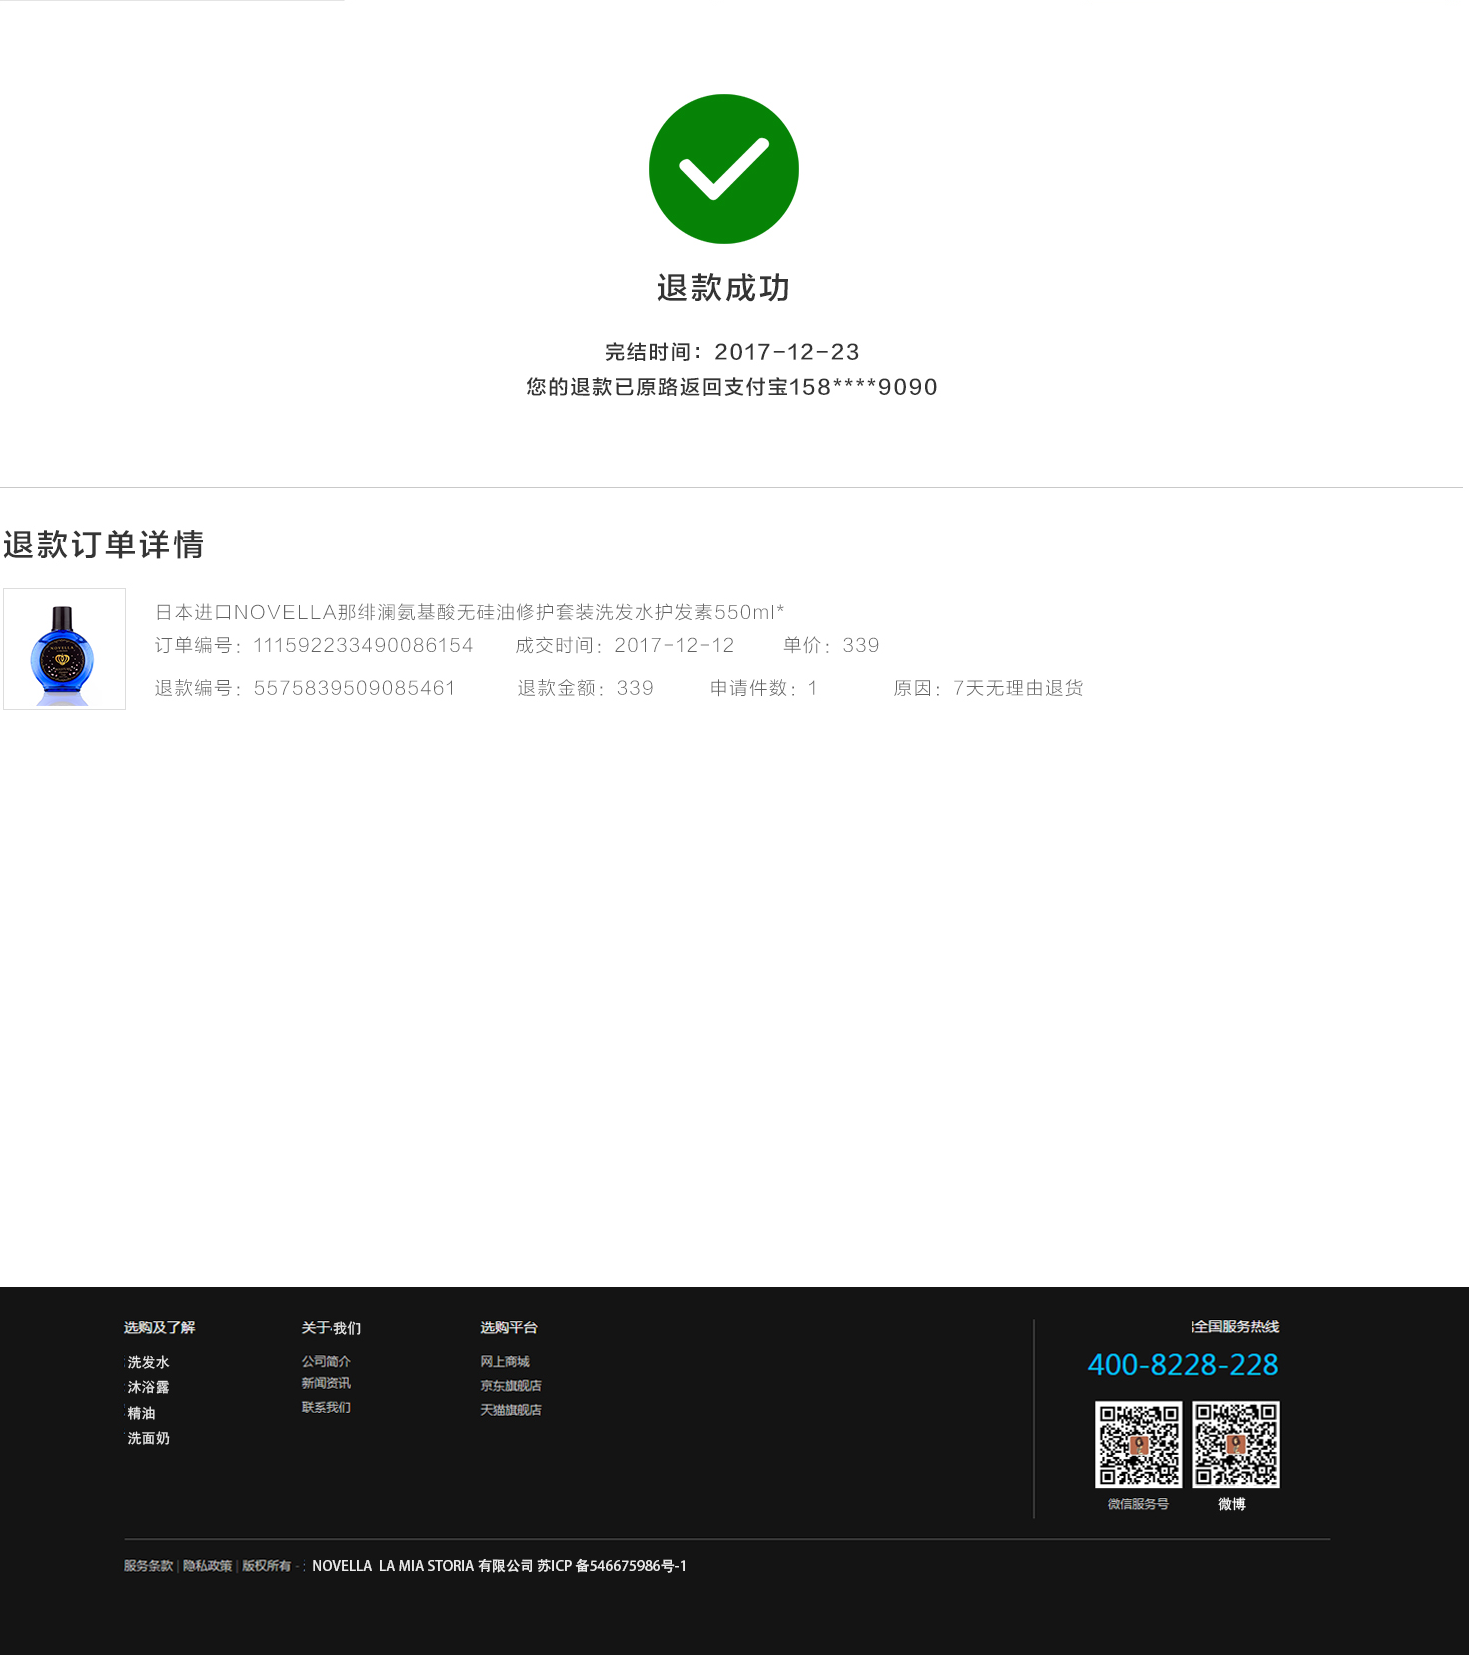 退款成功
完结时间：2017-12-23
您的退款已原路返回支付宝158****9090
退款订单详情
日本进口NOVELLA那绯澜氨基酸无硅油修护套装洗发水护发素550ml*
订单编号：111592233490086154 成交时间：2017-12-12 单价：339
退款编号：5575839509085461 退款金额：339 申请件数：1 原因：7天无理由退货
NOVELLA
选购及了解
洗发水
沐浴露
精油
洗面奶
关于·我们
公司简介
新闻资讯
联系我们
选购平台
网上商城
京东旗舰店
天猫旗舰店
全国服务热线
400-8228-228
微信服务号 微博
服务条款 | 隐私政策 | 版权所有 - : NOVELLA LA MIA STORIA 有限公司 苏ICP 备546675986号-1